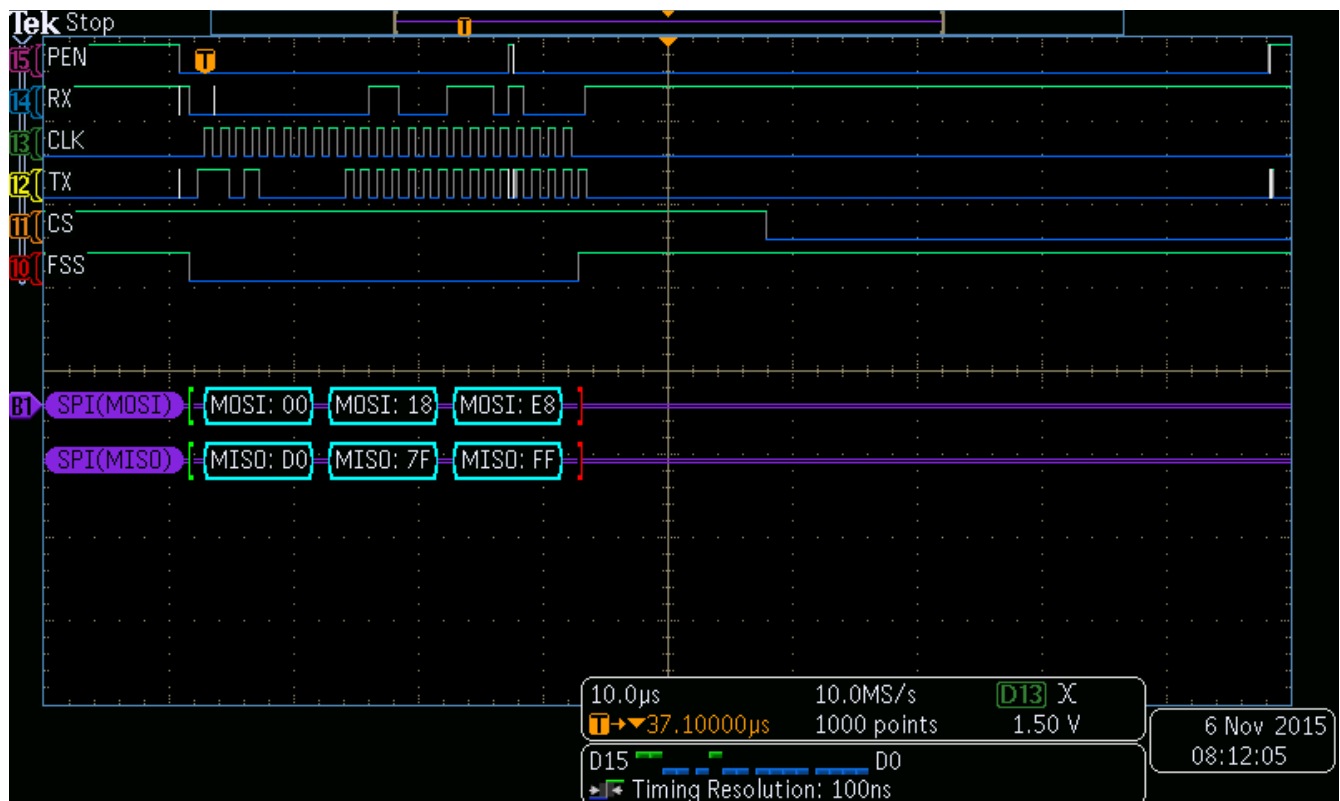 Tek Stop
T
15 PEN
T
14 RX
13 CLK
12 TX
11 CS
10 FSS
B1 SPI(MOSI) MOSI: 00 MOSI: 18 MOSI: E8
SPI(MISO) MISO: D0 MISO: 7F MISO: FF
10.0µs 10.0MS/s D13
T→▼37.10000µs 1000 points 1.50 V
D15 D0
Timing Resolution: 100ns
6 Nov 2015
08:12:05